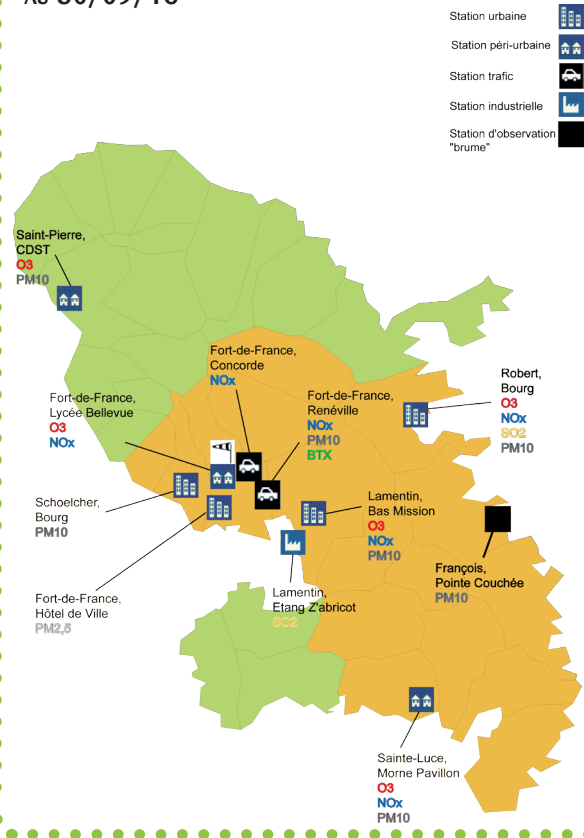 Station urbaine
Station péri-urbaine
Station trafic
Station industrielle
Station d'observation
"brume"
Saint-Pierre,
CDST
O3
PM10
Fort-de-France,
Concorde
NOx
Fort-de-France,
Lycée Bellevue
O3
NOx
Fort-de-France,
Renéville
NOx
PM10
BTX
Robert,
Bourg
O3
NOx
SO2
PM10
Schoelcher,
Bourg
PM10
Lamentin,
Bas Mission
O3
NOx
PM10
François,
Pointe Couchée
PM10
Fort-de-France,
Hôtel de Ville
PM2,5
Lamentin,
Etang Z'abricot
SO2
Sainte-Luce,
Morne Pavillon
O3
NOx
PM10